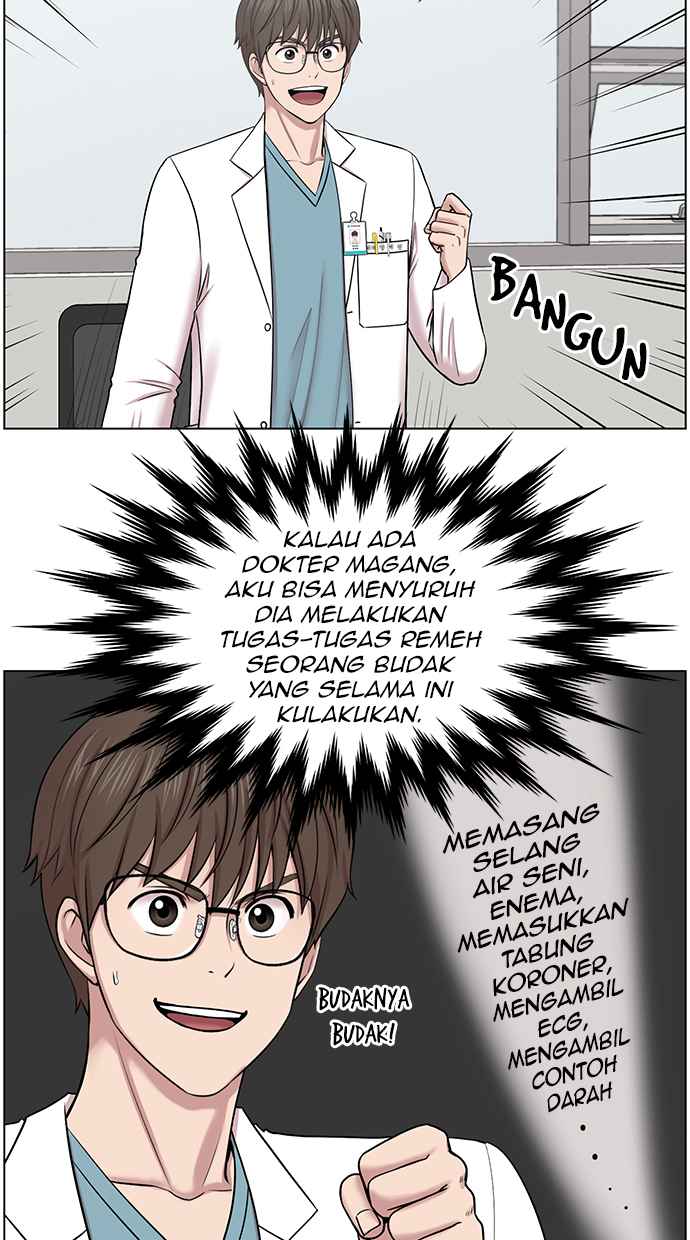 BANGUN
KALAU ADA
DOKTER MAGANG,
AKU BISA MENYURUH
DIA MELAKUKAN
TUGAS-TUGAS REMEH
SEORANG BUDAK
YANG SELAMA INI
KULAKUKAN.
MEMASANG
SELANG
AIR SENI,
ENEMA,
MEMASUKKAN
TABUNG
KORONER,
MENGAMBIL
ECG,
MENGAMBIL
CONTOH
DARAH
...
BUDAKNYA
BUDAK!